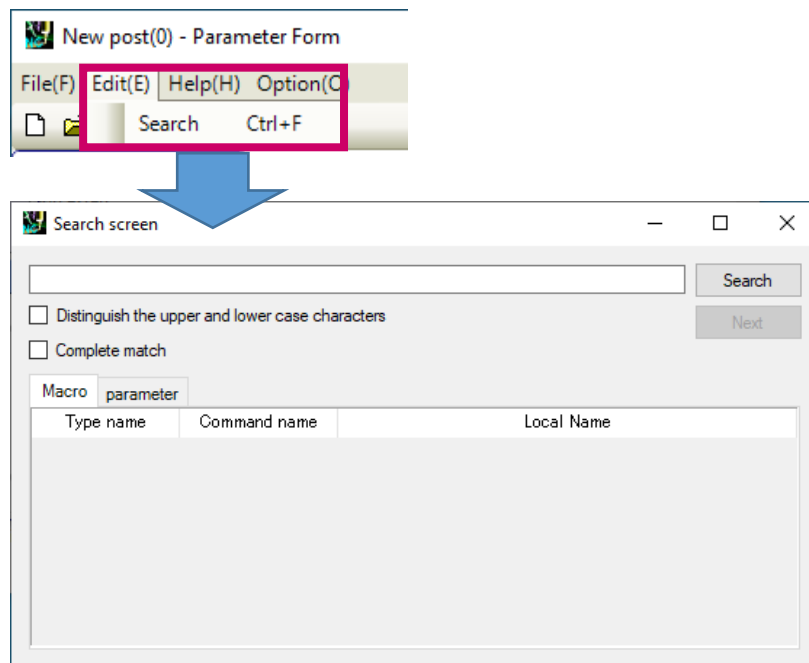 New post(0) - Parameter Form
File(F) Edit(E) Help(H) Option(O)
Search Ctrl+F
Search screen
Search
Distinguish the upper and lower case characters
Next
Complete match
Macro parameter
Type name Command name Local Name